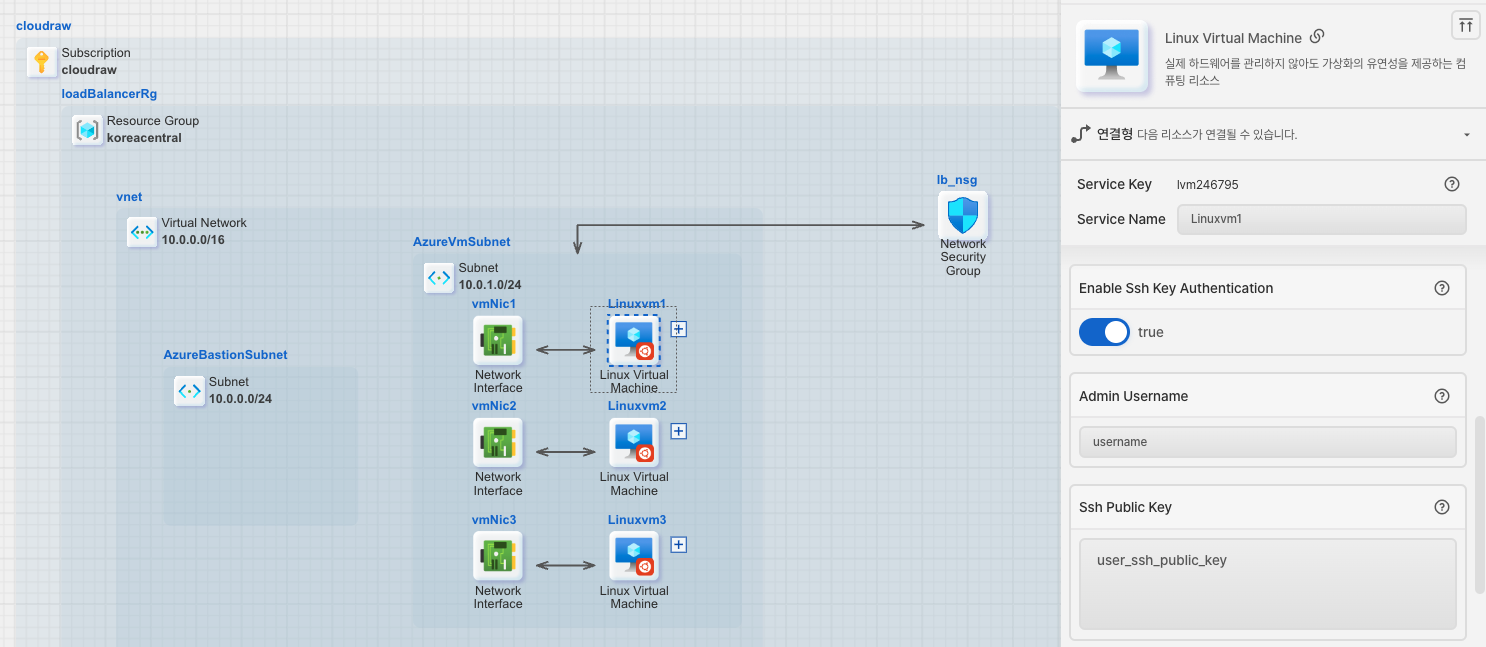 cloudraw
Subscription
cloudraw
loadBalancerRg
Resource Group
koreacentral
vnet
Virtual Network
10.0.0.0/16
lb_nsg
Network
Security
Group
AzureVmSubnet
Subnet
10.0.1.0/24
AzureBastionSubnet
Subnet
10.0.0.0/24
vmNic1
Network
Interface
Linuxvm1
Linux Virtual
Machine
vmNic2
Network
Interface
Linuxvm2
Linux Virtual
Machine
vmNic3
Network
Interface
Linuxvm3
Linux Virtual
Machine
Linux Virtual Machine
실제 하드웨어를 관리하지 않아도 가상화의 유연성을 제공하는 컴
퓨팅 리소스
연결형 다음 리소스가 연결될 수 있습니다.
Service Key lvm246795
Service Name Linuxvm1
Enable Ssh Key Authentication
true
Admin Username
username
Ssh Public Key
user_ssh_public_key